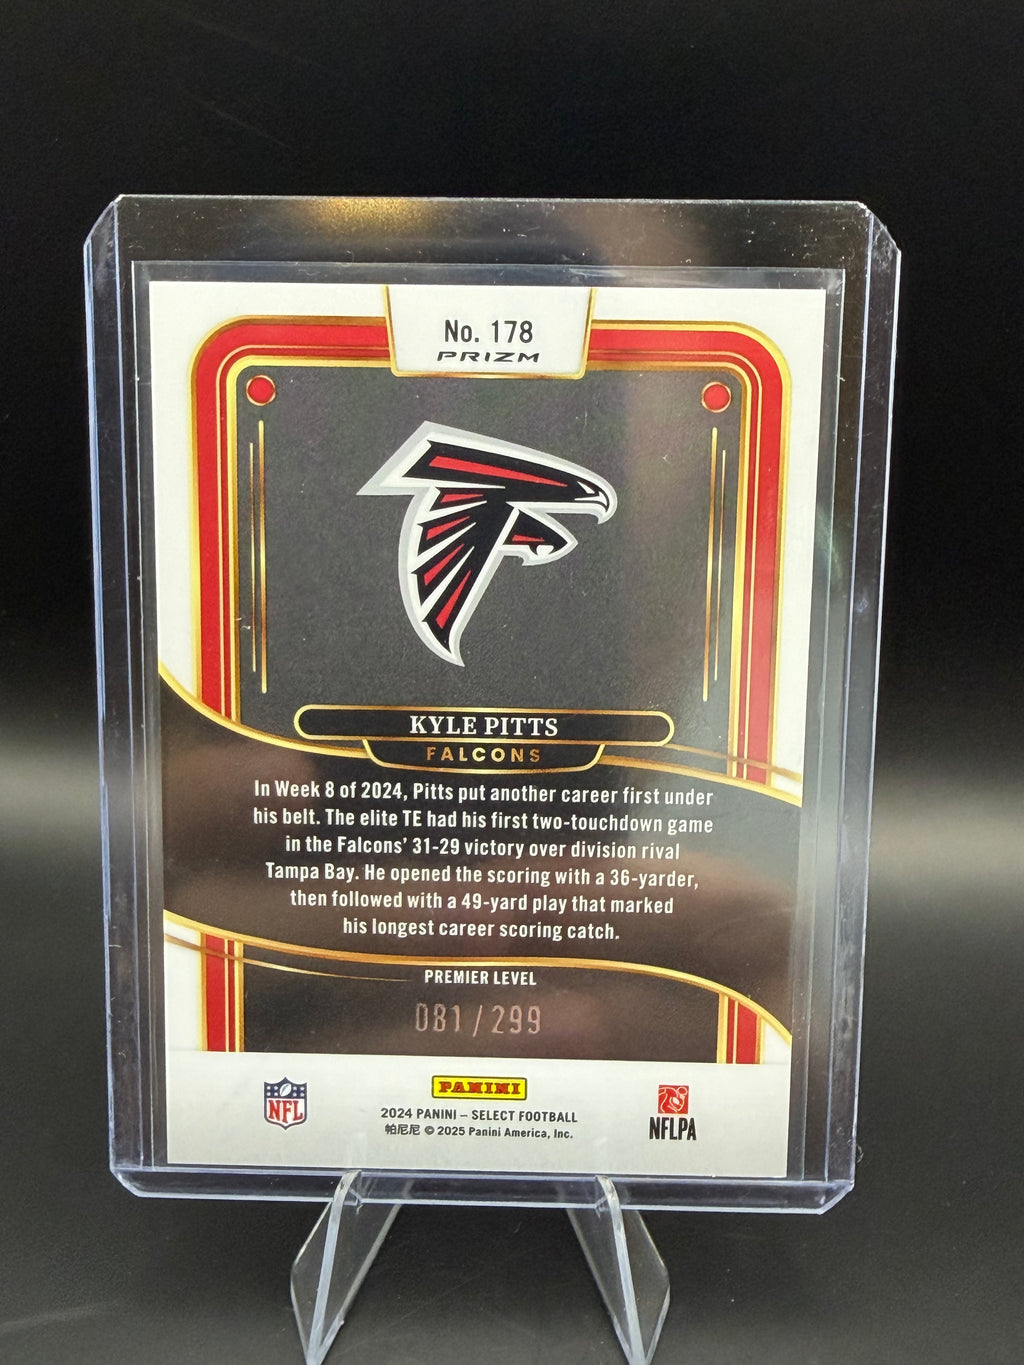 No. 178
PRIZM
KYLE PITTS
FALCONS
In Week 8 of 2024, Pitts put another career first under
his belt. The elite TE had his first two-touchdown game
in the Falcons' 31-29 victory over division rival
Tampa Bay. He opened the scoring with a 36-yarder,
then followed with a 49-yard play that marked
his longest career scoring catch.
PREMIER LEVEL
081/299
NFL
PANINI
2024 PANINI – SELECT FOOTBALL
帕尼尼 © 2025 Panini America, Inc.
NFLPA